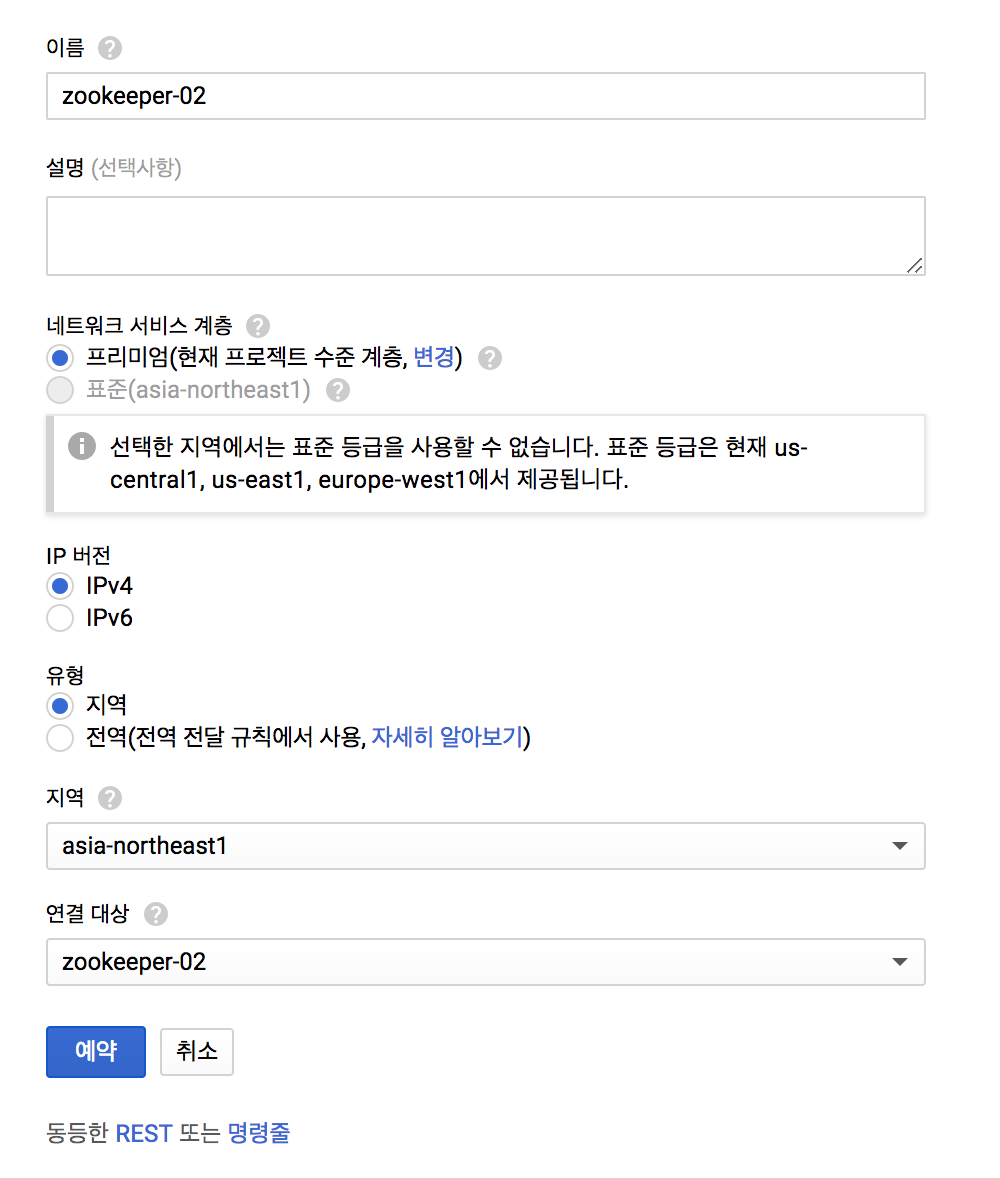 이름
zookeeper-02
설명 (선택사항)
네트워크 서비스 계층
프리미엄(현재 프로젝트 수준 계층, 변경)
표준(asia-northeast1)
선택한 지역에서는 표준 등급을 사용할 수 없습니다. 표준 등급은 현재 us-
central1, us-east1, europe-west1에서 제공됩니다.
IP 버전
IPv4
IPv6
유형
지역
전역(전역 전달 규칙에서 사용, 자세히 알아보기)
지역
asia-northeast1
연결 대상
zookeeper-02
예약 취소
동등한 REST 또는 명령줄